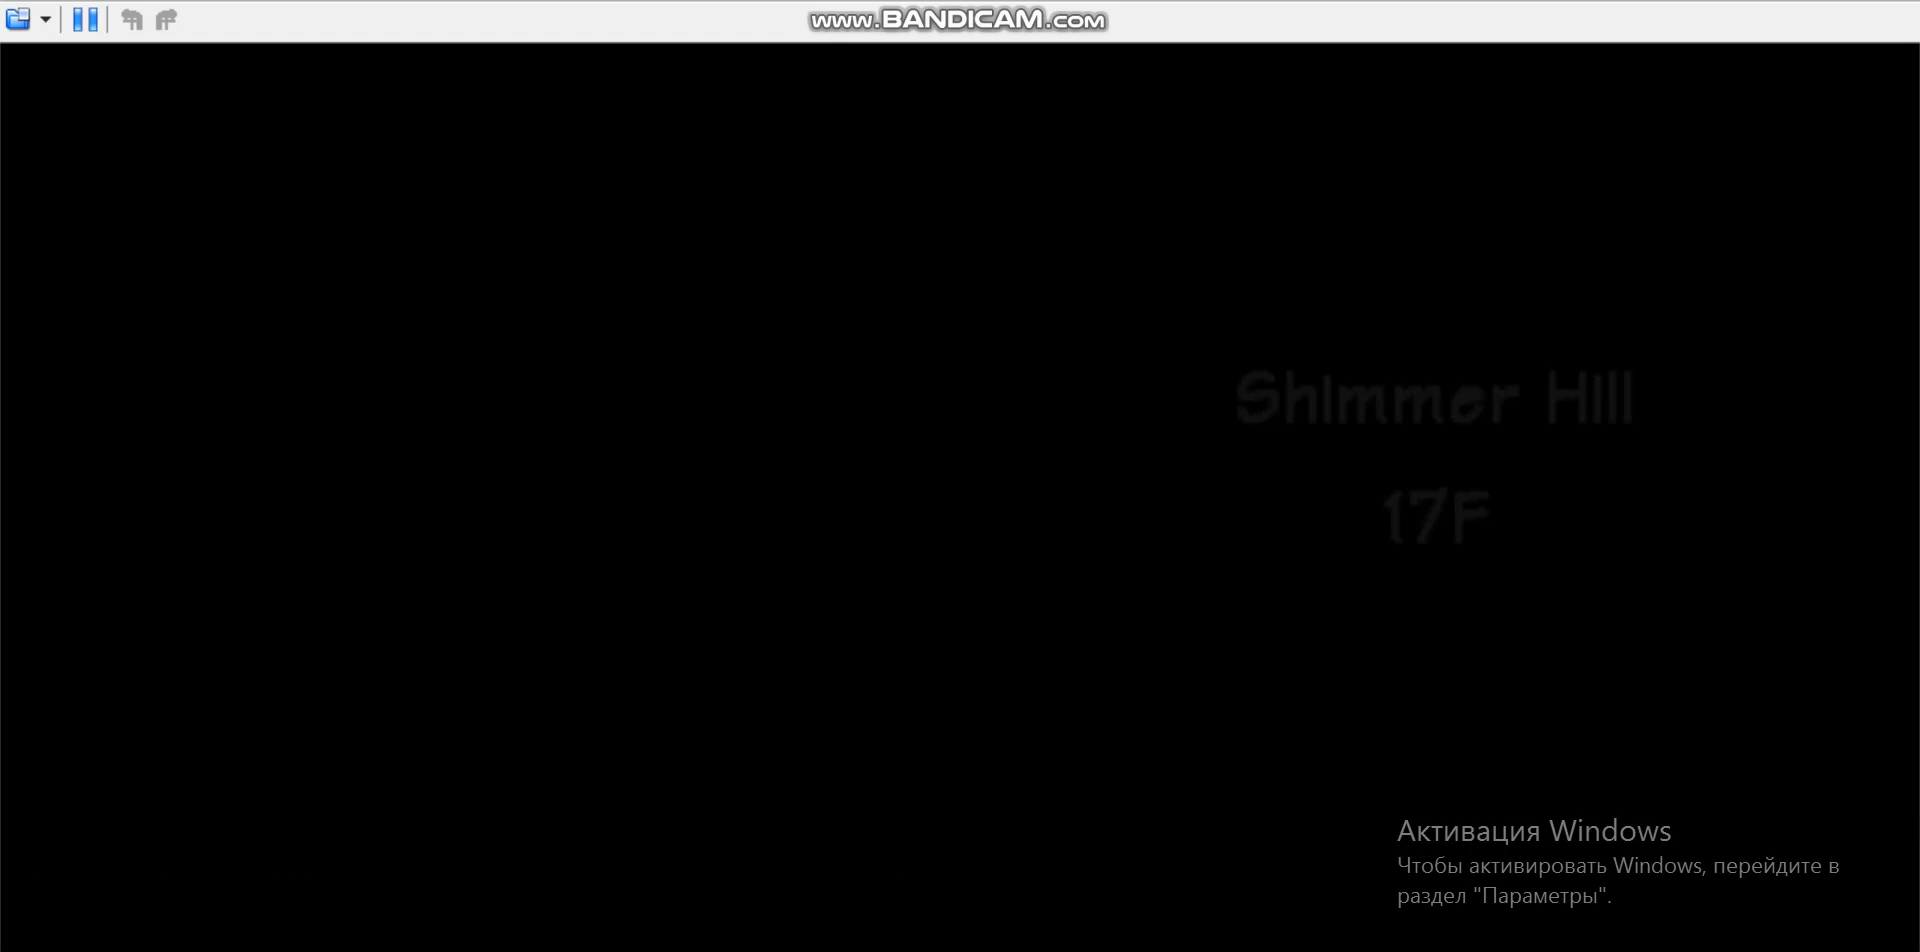 www.BANDICAM.com
Shimmer Hill
17F
Активация Windows
Чтобы активировать Windows, перейдите в
раздел "Параметры".